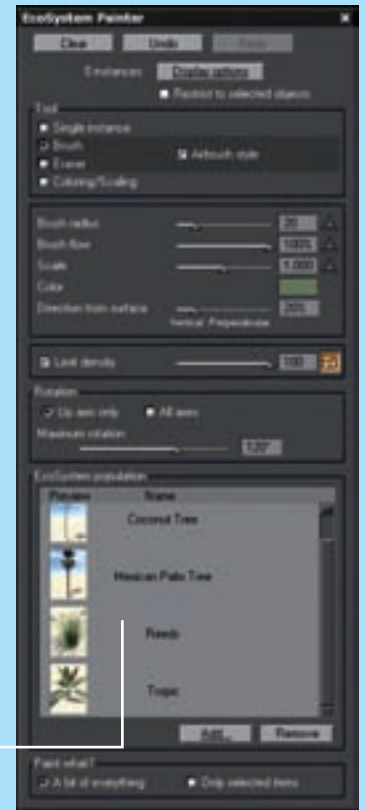 EcoSystem Painter
Clear Undo
0 instances Display options
Restrict to selected objects
Tool
Single instance
Brush
Airbrush style
Eraser
Coloring/Scaling
Brush radius 20
Brush flow 100%
Scale 1.000
Color
Direction from surface 20%
Vertical Perpendicular
Limit density 100
Rotation
Up axis only All axes
Maximum rotation
120°
EcoSystem population
Preview Name
Coconut Tree
Mexican Palm Tree
Reeds
Tropic
Add... Remove
Paint what?
A bit of everything Only selected items